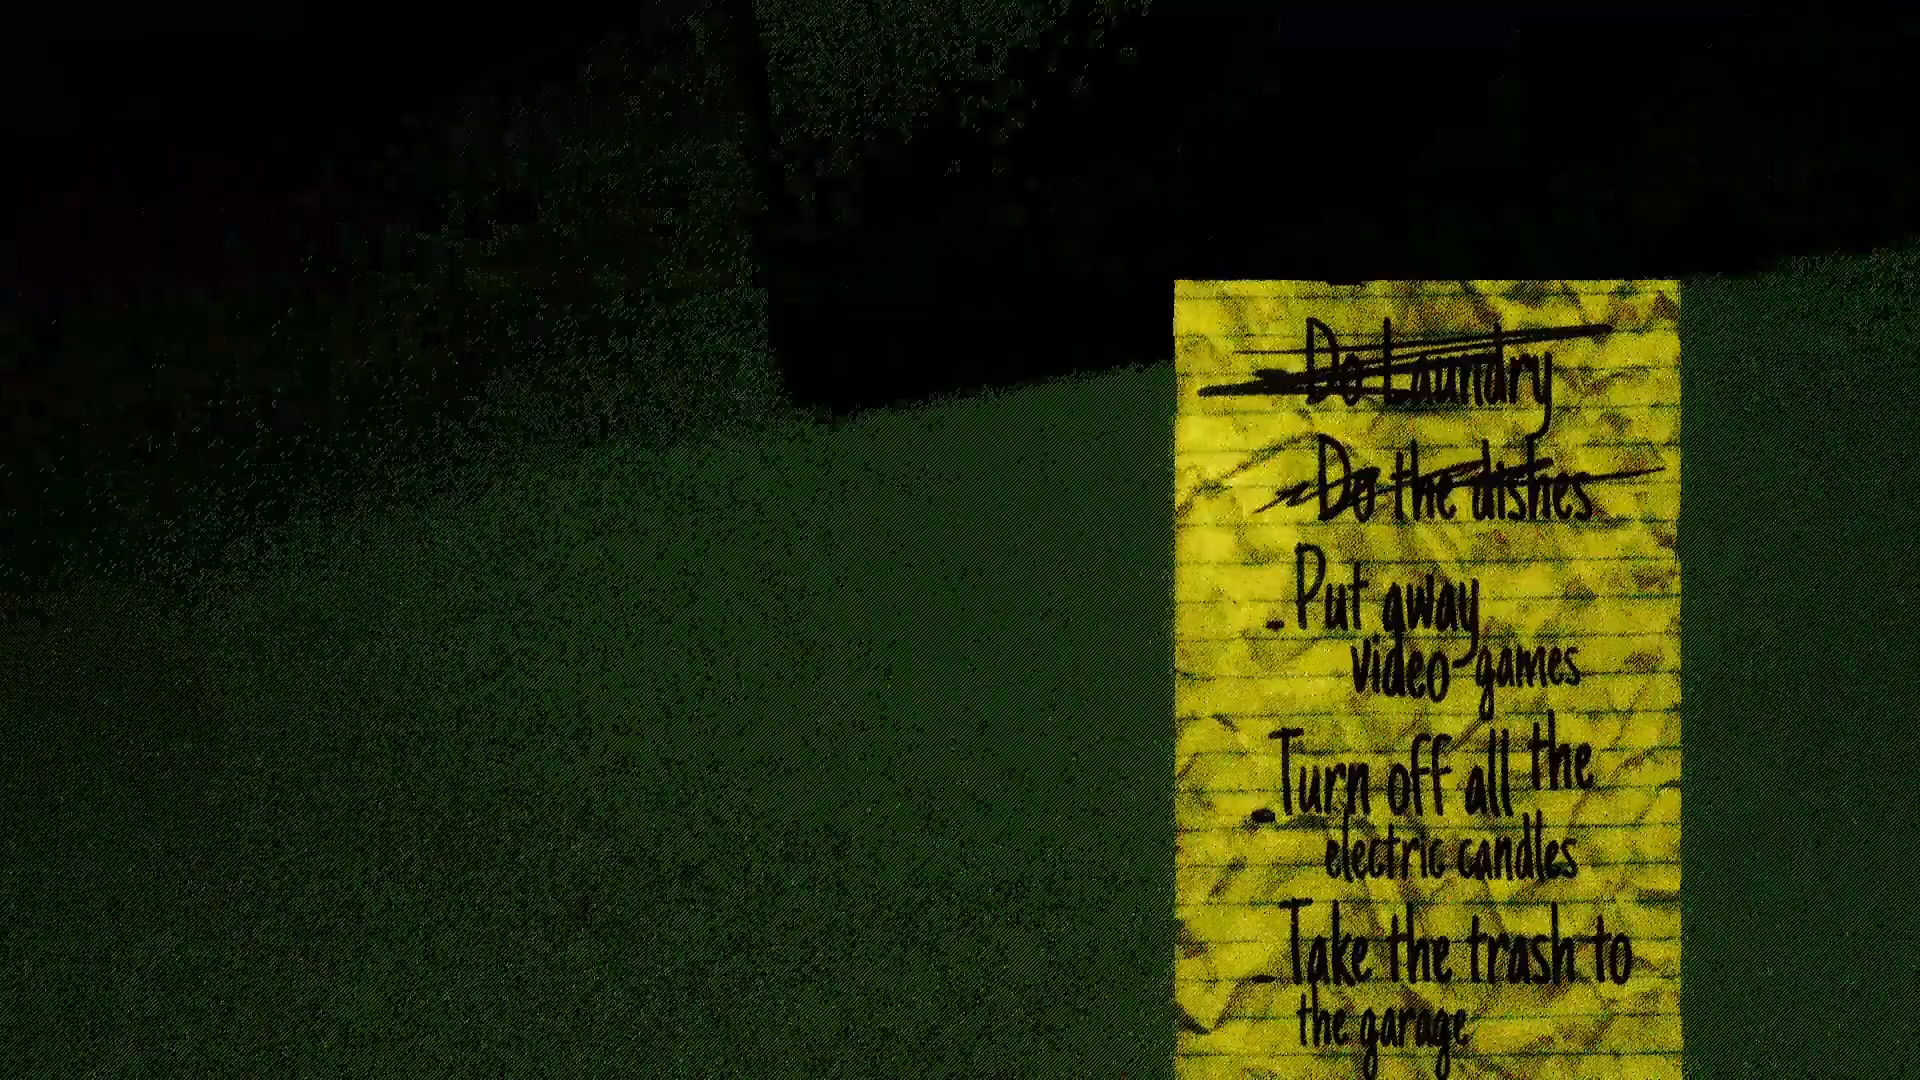 Do Laundry
Do the dishes
- Put away
video games
- Turn off all the
electric candles
- Take the trash to
the garage